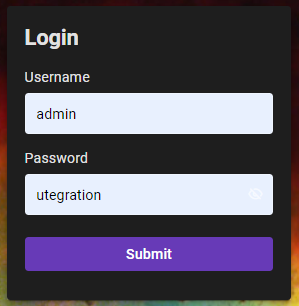 Login
Username
admin
Password
utegration
Submit